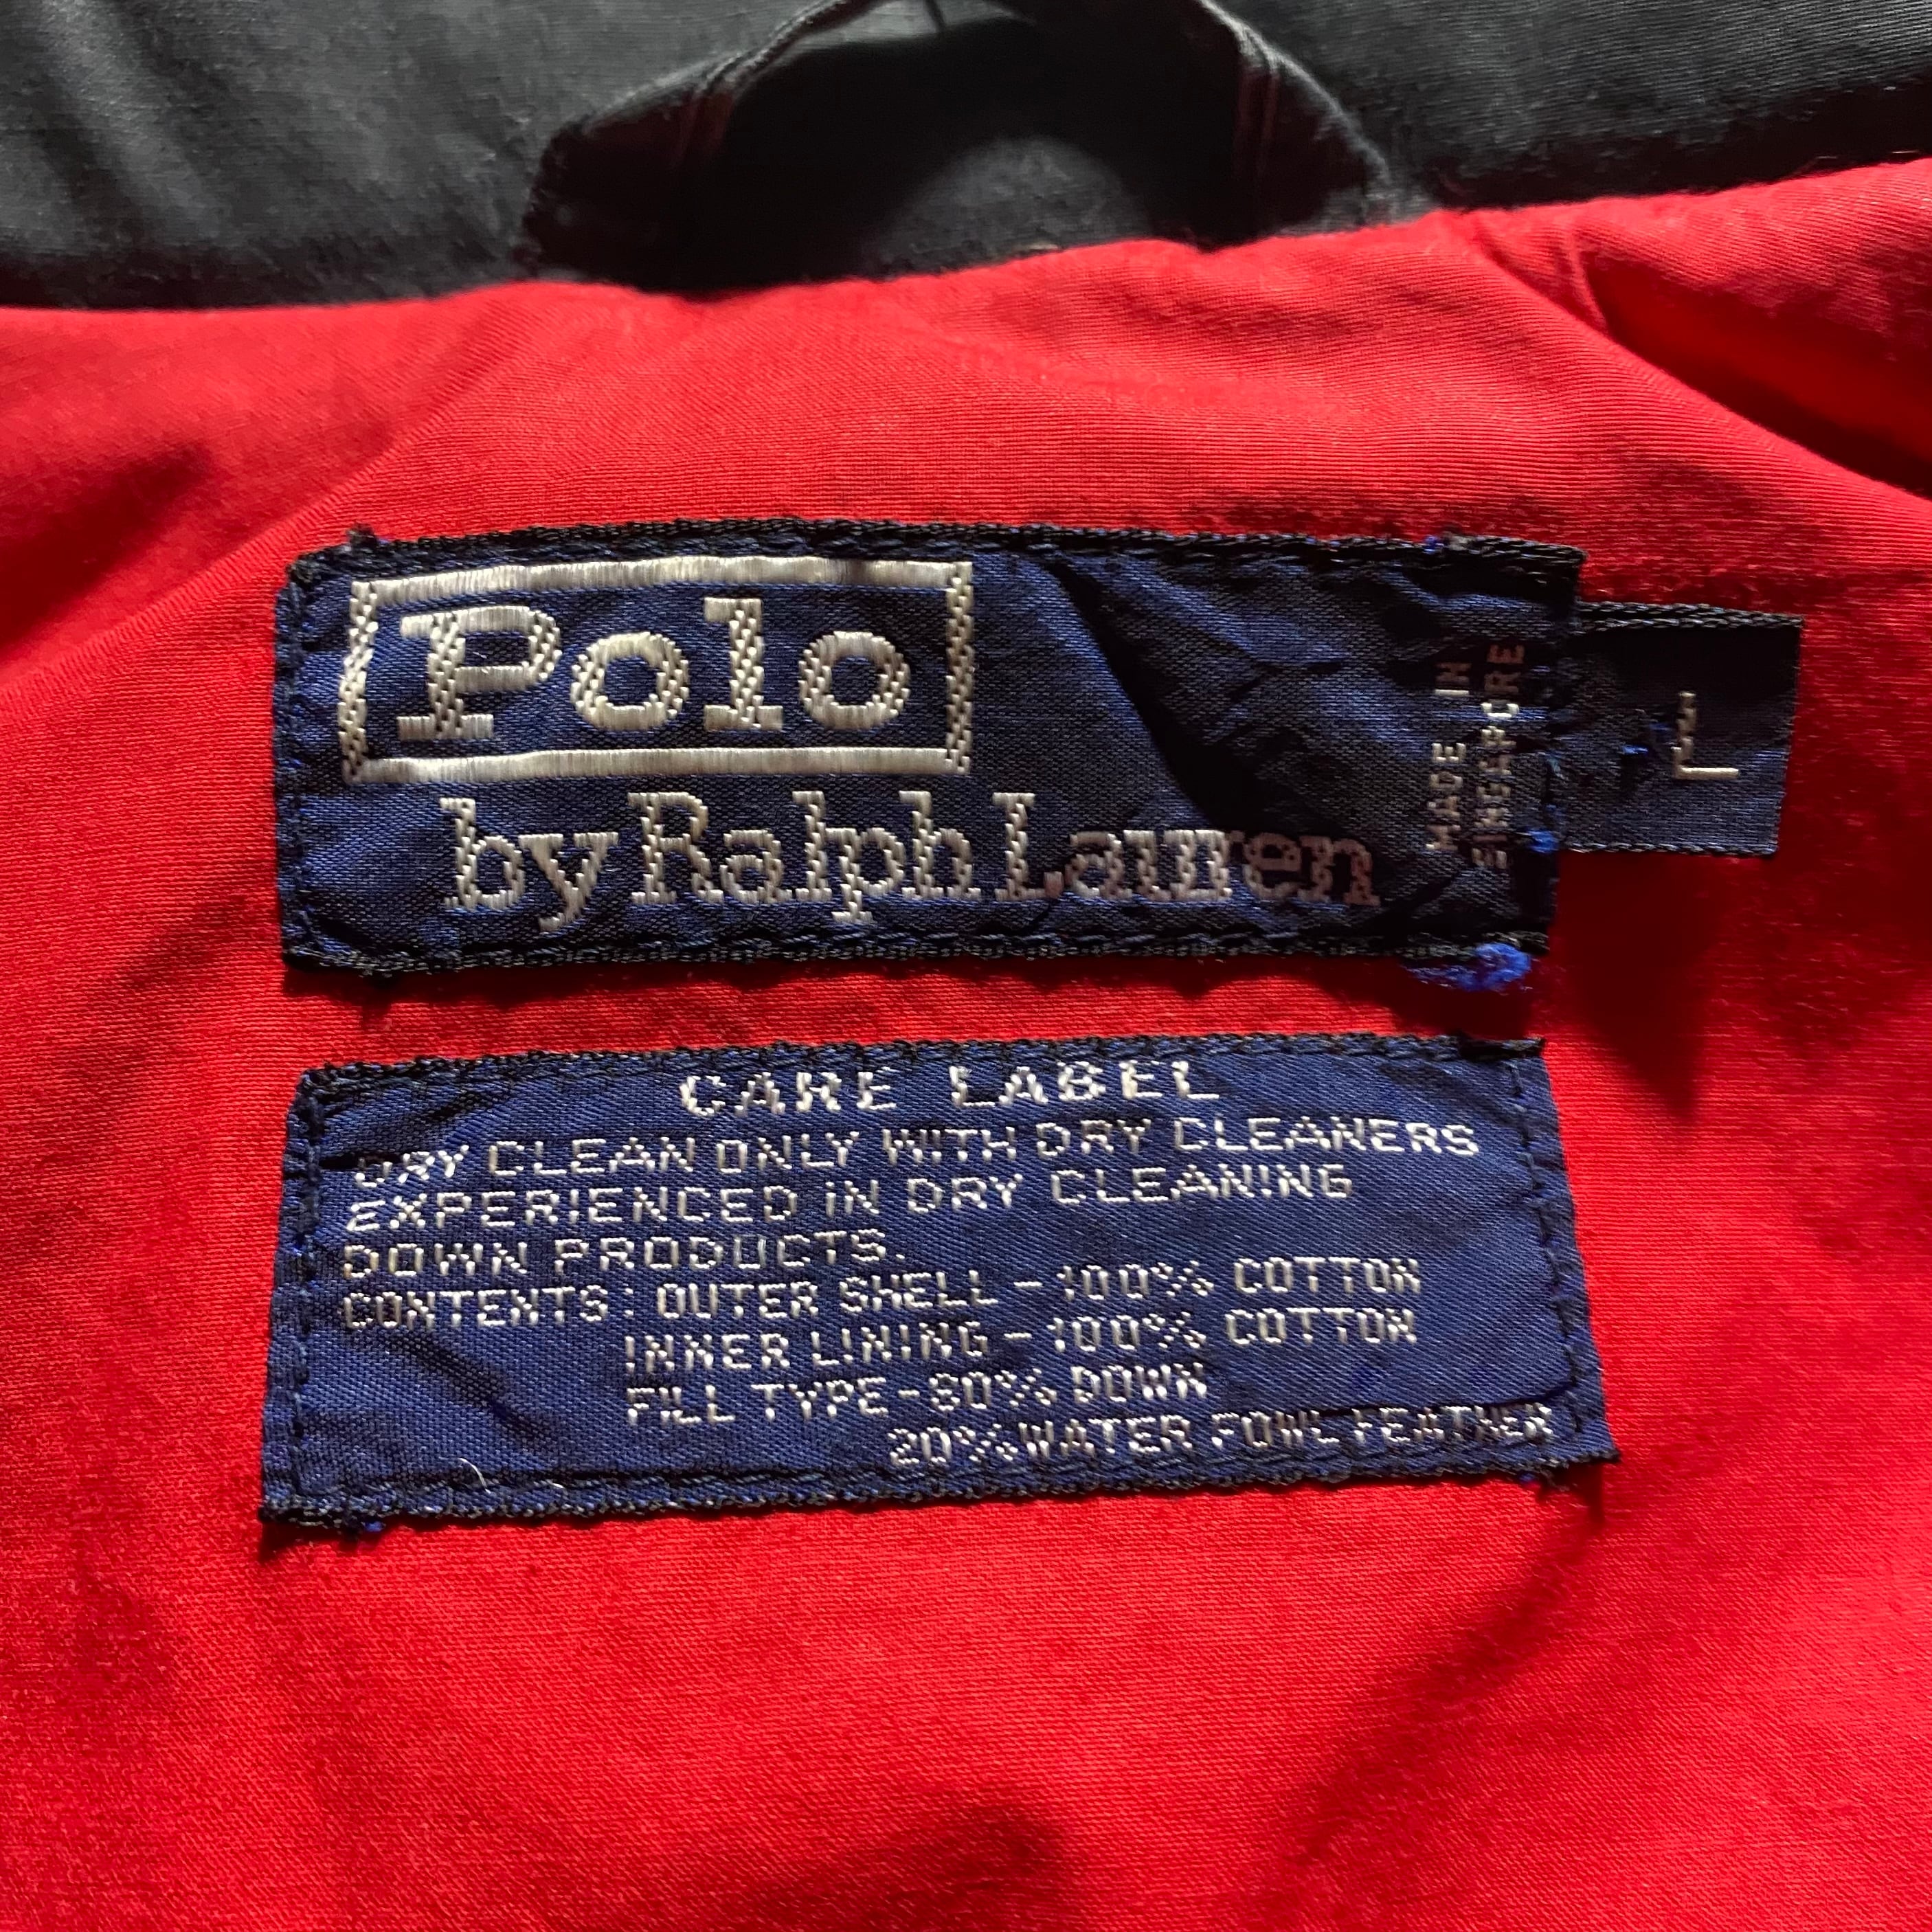 Polo
by Ralph Lauren
MADE IN
SINGAPORE
L
CARE LABEL
DRY CLEAN ONLY WITH DRY CLEANERS
EXPERIENCED IN DRY CLEANING
DOWN PRODUCTS.
CONTENTS: OUTER SHELL - 100% COTTON
INNER LINING - 100% COTTON
FILL TYPE - 80% DOWN
20% WATER FOWL FEATHER